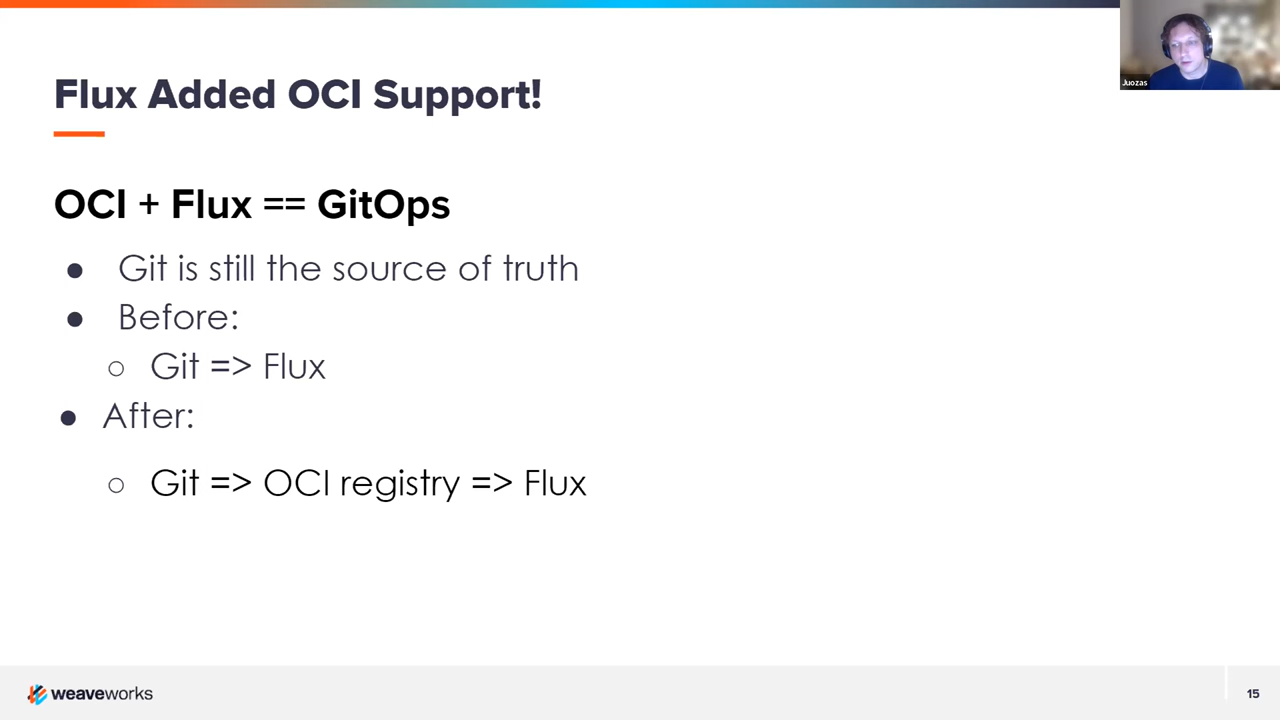 Flux Added OCI Support!
Juozas
OCI + Flux == GitOps
● Git is still the source of truth
● Before:
○ Git => Flux
● After:
○ Git => OCI registry => Flux
weaveworks
15